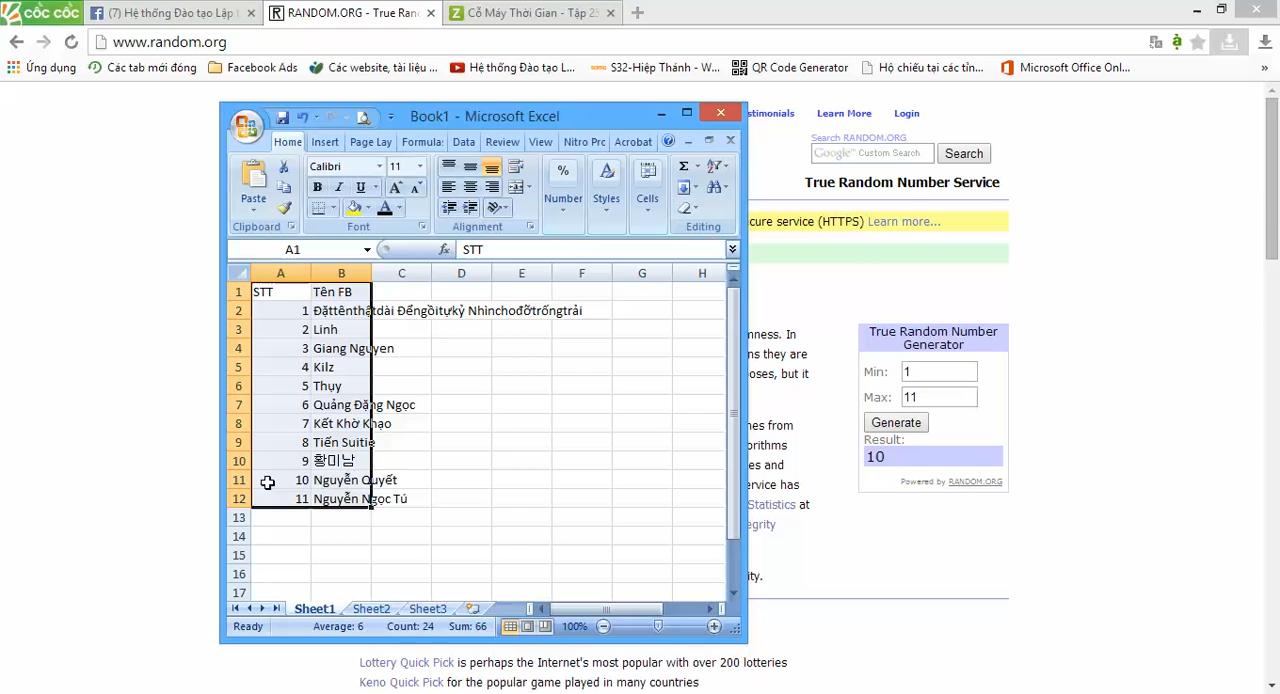 cốc cốc
(7) Hệ thống Đào tạo Lập t
RANDOM.ORG - True Ran
Cỗ Máy Thời Gian - Tập 25
www.random.org
Ứng dụng
Các tab mới đóng
Facebook Ads
Các website, tài liệu ...
Hệ thống Đào tạo L...
S32-Hiệp Thánh - W...
QR Code Generator
Hộ chiếu tại các tỉn...
Microsoft Office Onl...
»
Book1 - Microsoft Excel
Home
Insert
Page Lay
Formula:
Data
Review
View
Nitro Prc
Acrobat
Calibri
11
Paste
Number
Styles
Cells
Clipboard
Font
Alignment
Editing
A1
fx
STT
A B C D E F G H
1 STT Tên FB
2 1 Đặttênthậtdài Đểngồitựkỷ Nhìnchođỡtrốngtrải
3 2 Linh
4 3 Giang Nguyen
5 4 Kilz
6 5 Thụy
7 6 Quảng Đặng Ngọc
8 7 Kết Khờ Khạo
9 8 Tiến Suitie
10 9 황미남
11 10 Nguyễn Quyết
12 11 Nguyễn Ngọc Tú
13
14
15
16
17
Sheet1
Sheet2
Sheet3
Ready
Average: 6
Count: 24
Sum: 66
100%
stimonials
Learn More
Login
Search RANDOM.ORG
Google™ Custom Search
Search
True Random Number Service
cure service (HTTPS) Learn more...
mness. In
ns they are
oses, but it
nes from
orithms
es and
service has
Statistics at
egrity
ty.
True Random Number
Generator
Min: 1
Max: 11
Generate
Result:
10
Powered by RANDOM.ORG
Lottery Quick Pick is perhaps the Internet's most popular with over 200 lotteries
Keno Quick Pick for the popular game played in many countries